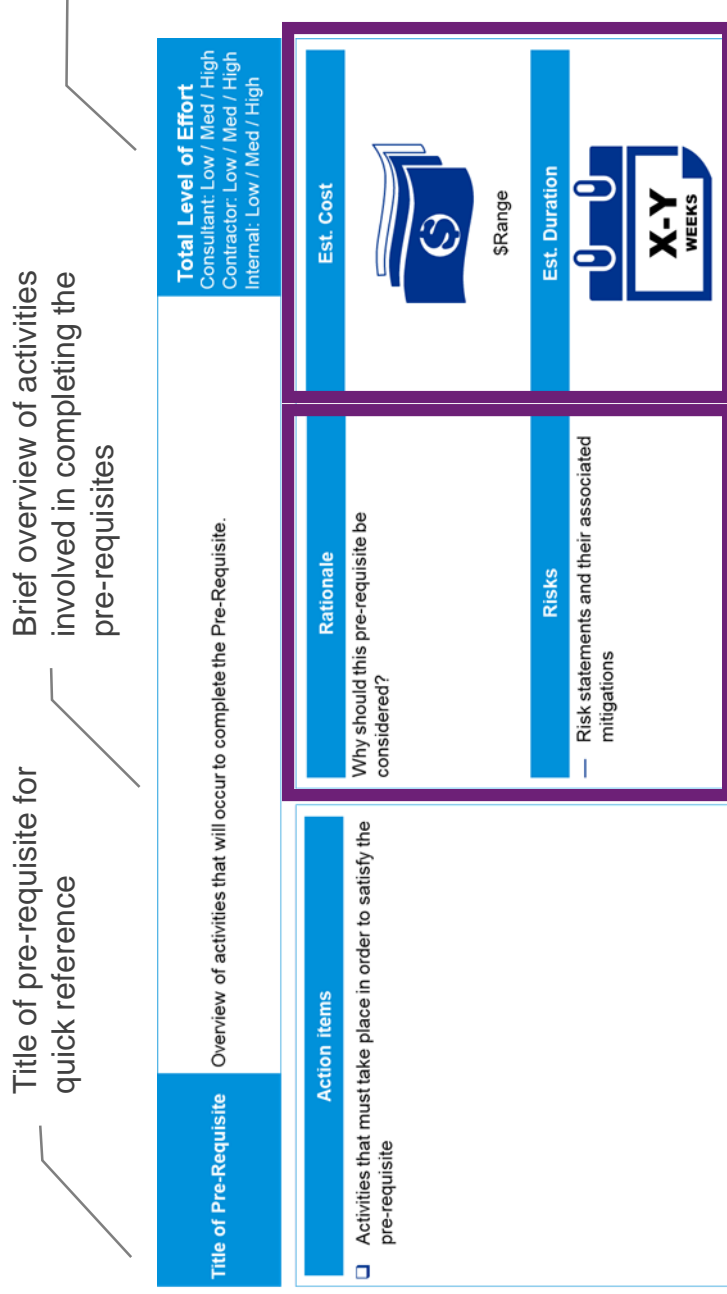 Title of pre-requisite for
quick reference
Brief overview of activities
involved in completing the
pre-requisites
Title of Pre-Requisite
Overview of activities that will occur to complete the Pre-Requisite.
Total Level of Effort
Consultant: Low / Med / High
Contractor: Low / Med / High
Internal: Low / Med / High
Action items
❑ Activities that must take place in order to satisfy the
pre-requisite
Rationale
Why should this pre-requisite be
considered?
Risks
— Risk statements and their associated
mitigations
Est. Cost
$
$Range
Est. Duration
X-Y
WEEKS